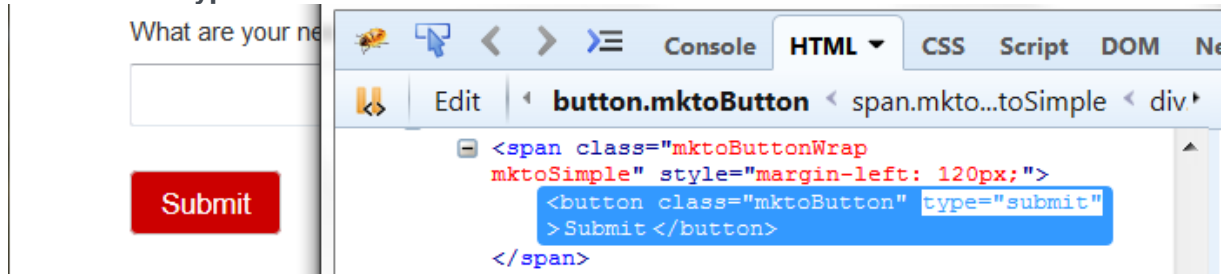 What are your ne
Submit
Console HTML CSS Script DOM Ne
Edit button.mktoButton < span.mkto...toSimple < div.
<span class="mktoButtonWrap
mktoSimple" style="margin-left: 120px;">
<button class="mktoButton" type="submit"
>Submit</button>
</span>